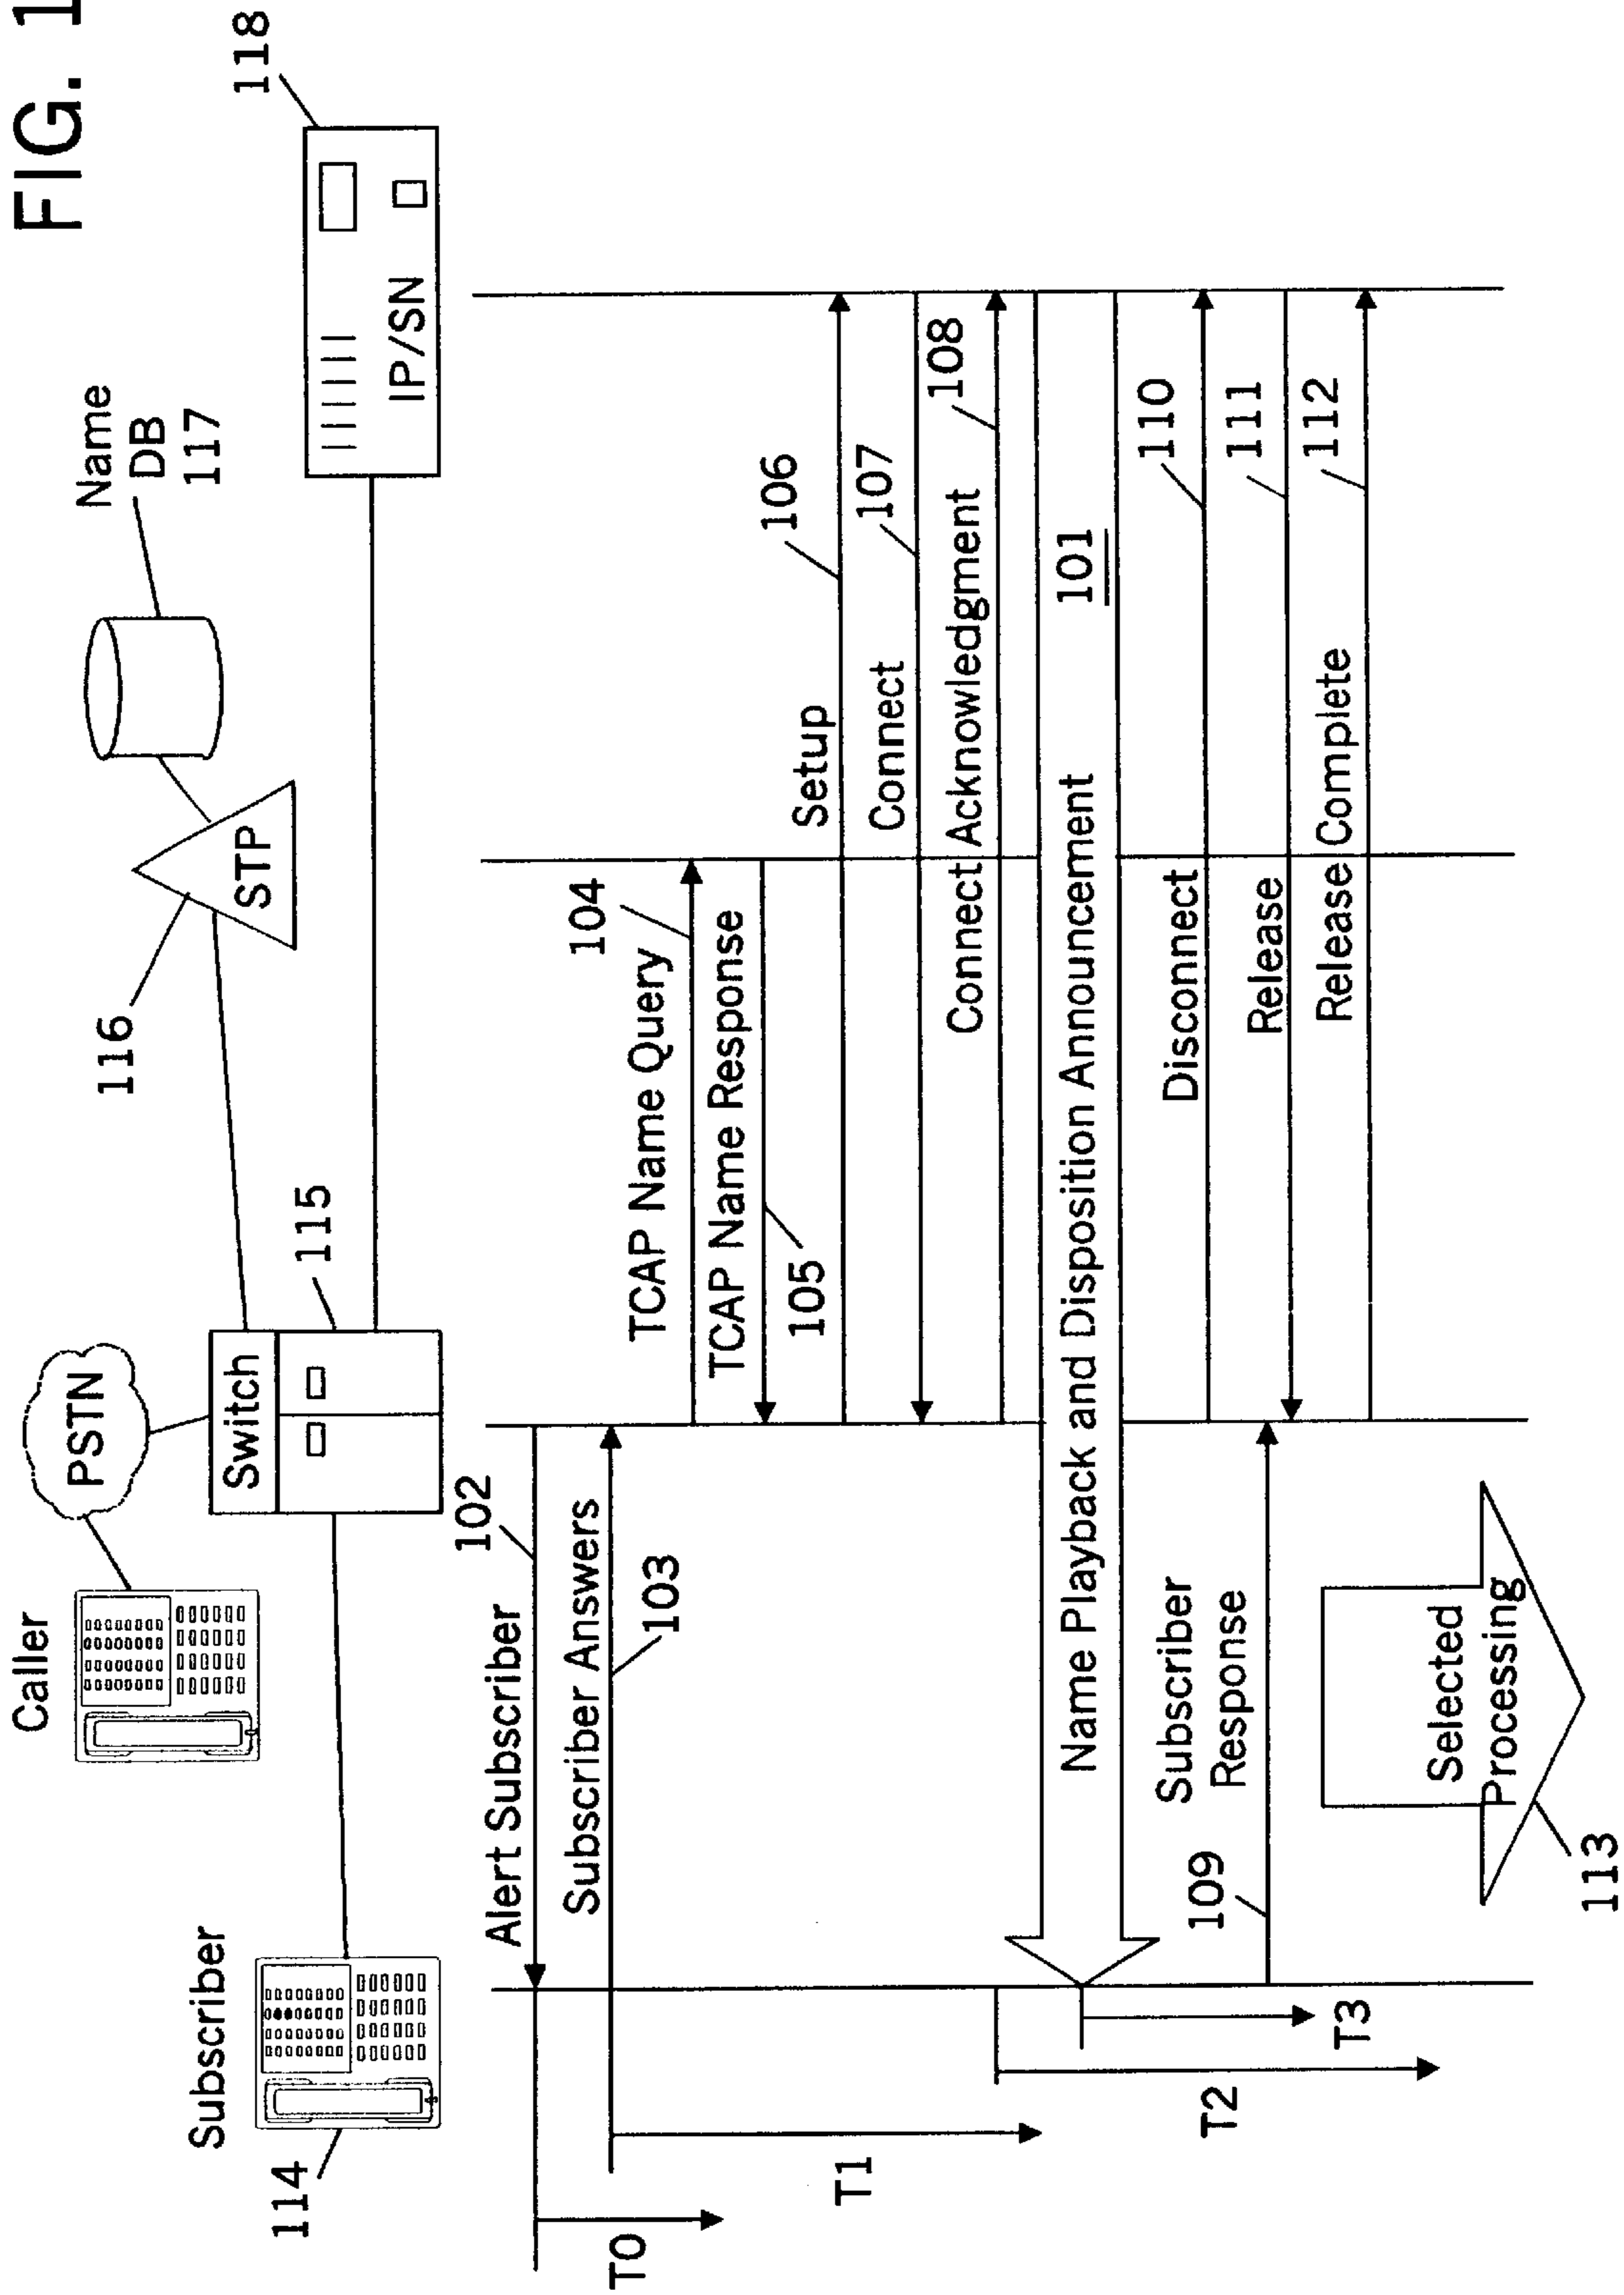 FIG. 1
Caller
PSTN
Name
DB
117
118
Subscriber
114
Switch
115
116
STP
IP/SN
Alert Subscriber
102
Subscriber Answers
103
T0
104
TCAP Name Query
TCAP Name Response
105
T1
Setup
106
Connect
107
Connect Acknowledgment
108
Name Playback and Disposition Announcement
101
T2
T3
Disconnect
110
Subscriber
Response
109
Release
111
Release Complete
112
Selected
Processing
113